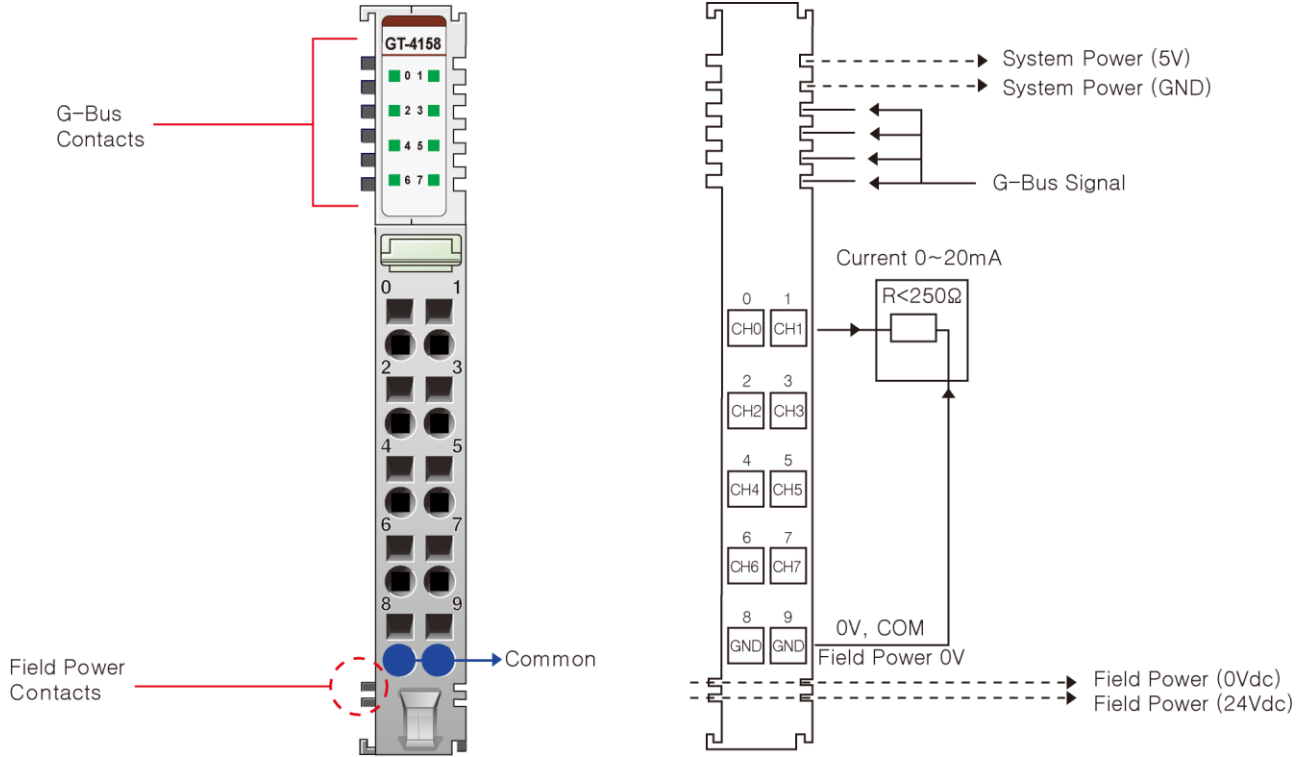 GT-4158
0 1
2 3
4 5
6 7
G-Bus
Contacts
0 1
2 3
4 5
6 7
8 9
Common
Field Power
Contacts
System Power (5V)
System Power (GND)
G-Bus Signal
Current 0~20mA
R<250Ω
0 1
CH0 CH1
2 3
CH2 CH3
4 5
CH4 CH5
6 7
CH6 CH7
8 9
GND GND
0V, COM
Field Power 0V
Field Power (0Vdc)
Field Power (24Vdc)